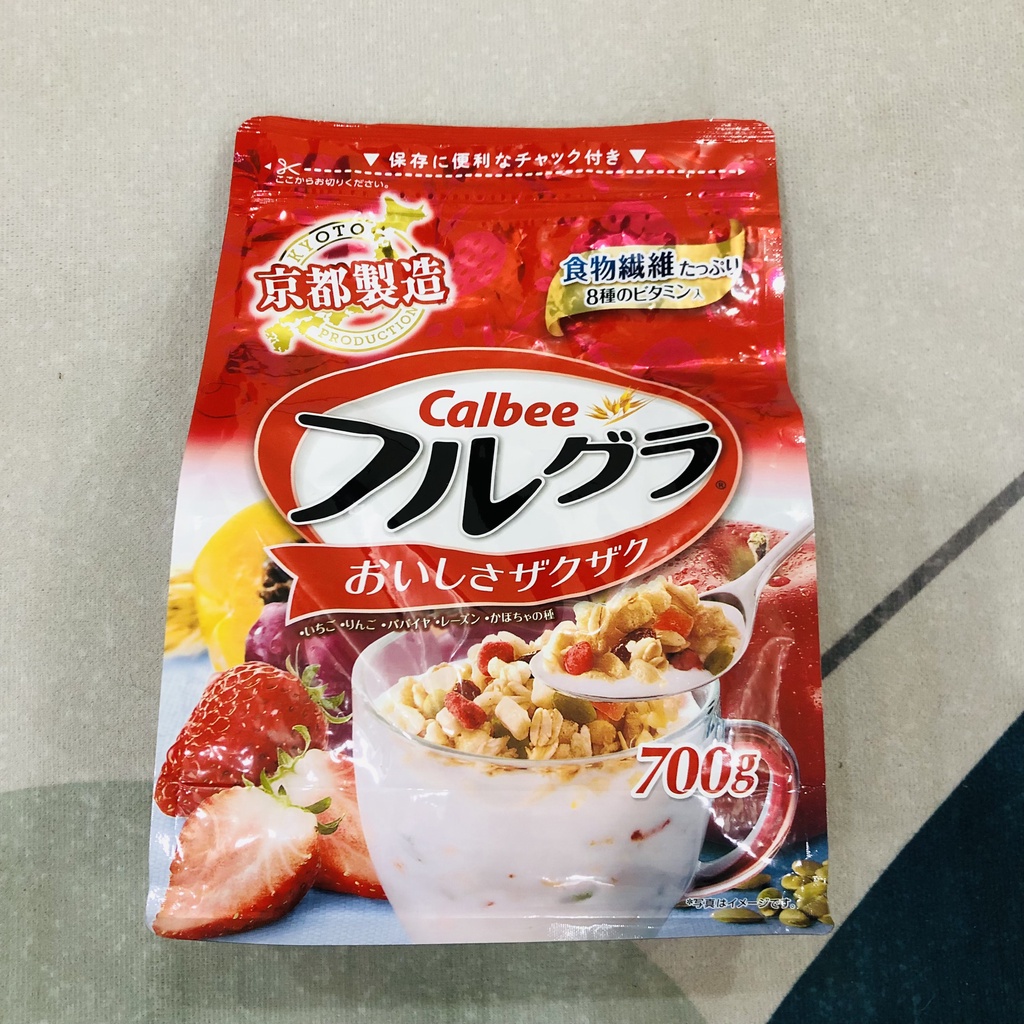 ▼ 保存に便利なチャック付き ▼
ここからお切りください。
KYOTO
京都製造
PRODUCTION
食物繊維たっぷり
8種のビタミン入
Calbee
フルグラ®
おいしさザクザク
•いちご •りんご •パパイヤ •レーズン •かぼちゃの種
700g
*写真はイメージです。